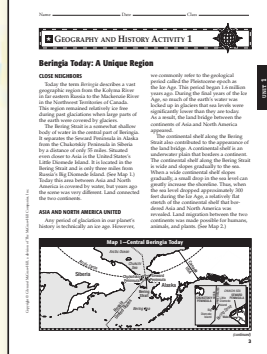 Name Date Class
GEOGRAPHY AND HISTORY ACTIVITY 1
Beringia Today: A Unique Region
CLOSE NEIGHBORS
Today the term Beringia describes a vast
geographic region from the Kolyma River
in far eastern Russia to the Mackenzie River
in the Northwest Territories of Canada.
This region remained relatively ice free
during past glaciations when large parts of
the earth were covered by glaciers.
The Bering Strait is a somewhat shallow
body of water in the central part of Beringia.
It separates the Seward Peninsula in Alaska
from the Chukotskiy Peninsula in Siberia
by a distance of only 55 miles. Situated
even closer to Asia is the United States's
Little Diomede Island. It is located in the
Bering Strait and is only three miles from
Russia's Big Diomede Island. (See Map 1.)
Today this area between Asia and North
America is covered by water, but years ago
the water was very different. Land connected
the two continents.
ASIA AND NORTH AMERICA UNITED
Any period of glaciation in our planet's
history is technically an ice age. However,
we commonly refer to the geological
period called the Pleistocene epoch as
the Ice Age. This period began 1.6 million
years ago. During the final years of the Ice
Age, so much of the earth's water was
locked up in glaciers that sea levels were
significantly lower than they are today.
As a result, the land bridge between the
continents of Asia and North America
appeared.
The continental shelf along the Bering
Strait also contributed to the appearance of
the land bridge. A continental shelf is an
underwater plain that borders a continent.
The continental shelf along the Bering Strait
is wide and slopes gradually to the sea.
When a wide continental shelf slopes
gradually, a small drop in the sea level can
greatly increase the shoreline. Thus, when
the sea level dropped approximately 300
feet during the Ice Age, a relatively flat
stretch of the continental shelf that bor-
dered Asia and North America was
revealed. Land migration between the two
continents was made possible for humans,
animals, and plants. (See Map 2.)
UNIT 1
Map 1—Central Beringia Today
Siberia
Alaska
(continued)
3